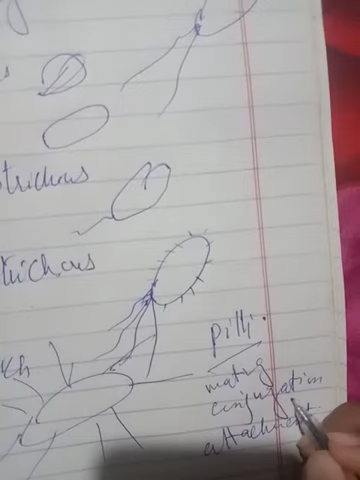 trichous
trichous
pilli.
mating
conjugation
attachment